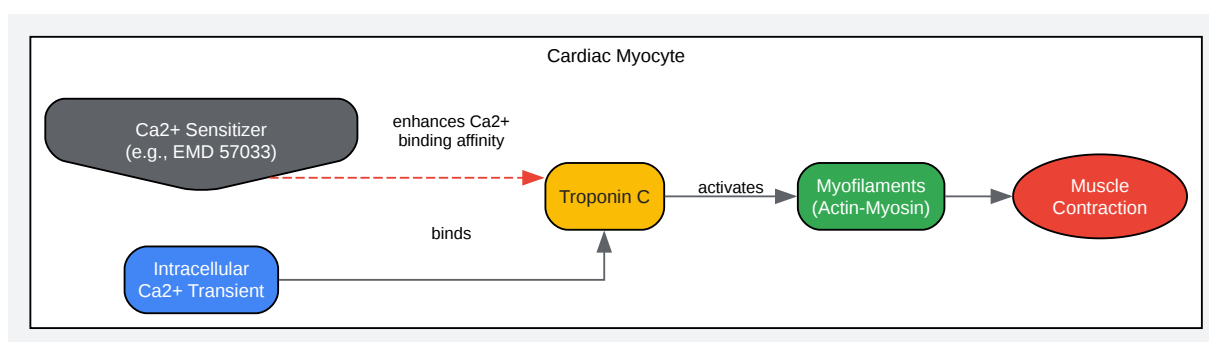 Cardiac Myocyte
Ca2+ Sensitizer
(e.g., EMD 57033)
enhances Ca2+
binding affinity
Troponin C
activates
Myofilaments
(Actin-Myosin)
Muscle
Contraction
binds
Intracellular
Ca2+ Transient